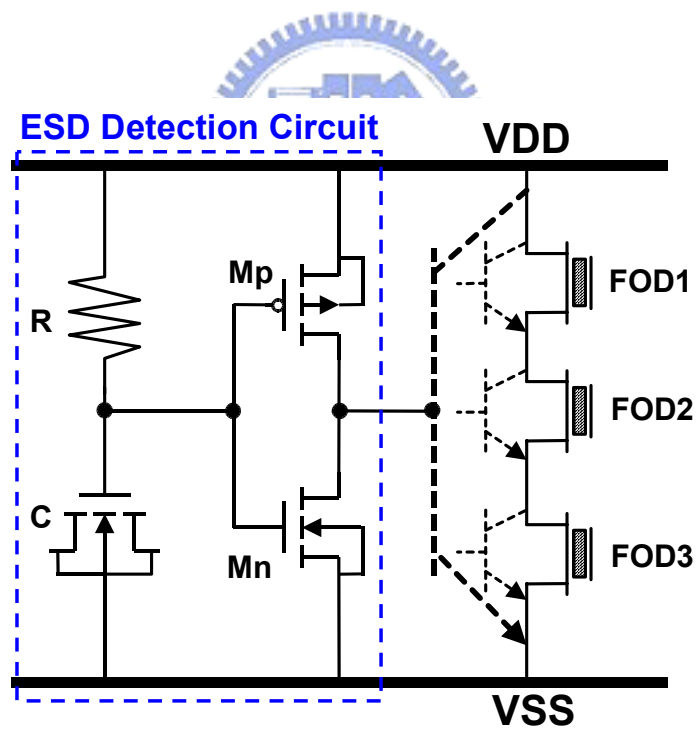 ESD Detection Circuit
VDD
Mp
FOD1
R
FOD2
C
Mn
FOD3
VSS